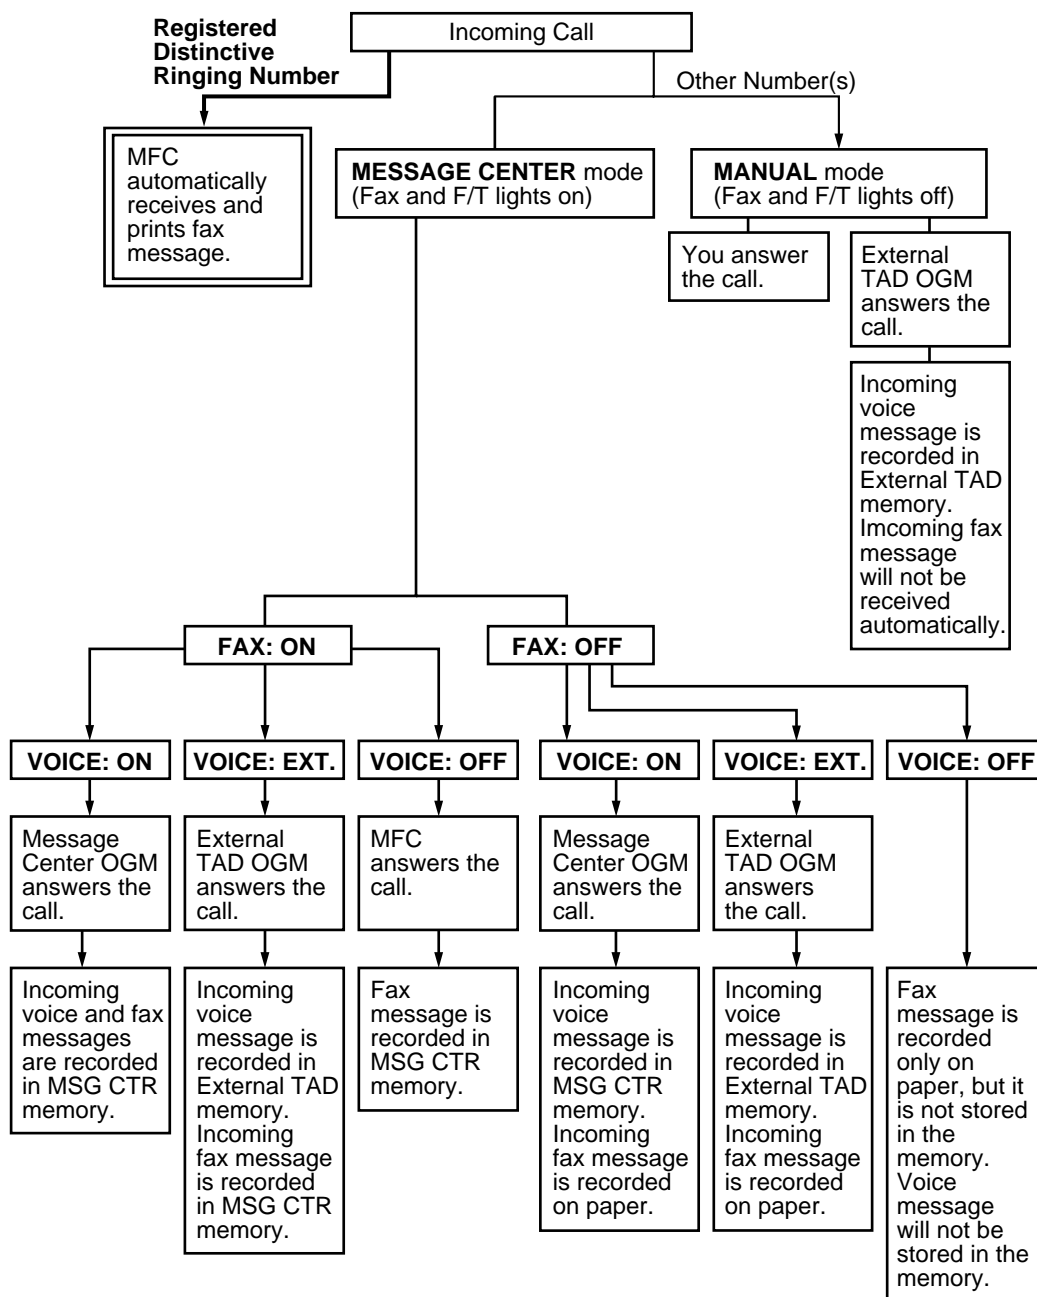 Registered
Distinctive
Ringing Number
Incoming Call
Other Number(s)
MFC
automatically
receives and
prints fax
message.
MESSAGE CENTER mode
(Fax and F/T lights on)
MANUAL mode
(Fax and F/T lights off)
You answer
the call.
External
TAD OGM
answers the
call.
Incoming
voice
message is
recorded in
External TAD
memory.
Imcoming fax
message
will not be
received
automatically.
FAX: ON
FAX: OFF
VOICE: ON
VOICE: EXT.
VOICE: OFF
VOICE: ON
VOICE: EXT.
VOICE: OFF
Message
Center OGM
answers the
call.
External
TAD OGM
answers the
call.
MFC
answers the
call.
Message
Center OGM
answers the
call.
External
TAD OGM
answers
the call.
Incoming
voice and fax
messages
are recorded
in MSG CTR
memory.
Incoming
voice
message is
recorded in
External TAD
memory.
Incoming
fax message
is recorded
in MSG CTR
memory.
Fax
message is
recorded in
MSG CTR
memory.
Incoming
voice
message is
recorded in
MSG CTR
memory.
Incoming
fax message
is recorded
on paper.
Incoming
voice
message is
recorded in
External TAD
memory.
Incoming
fax message
is recorded
on paper.
Fax
message is
recorded
only on
paper, but it
is not stored
in the
memory.
Voice
message
will not be
stored in the
memory.